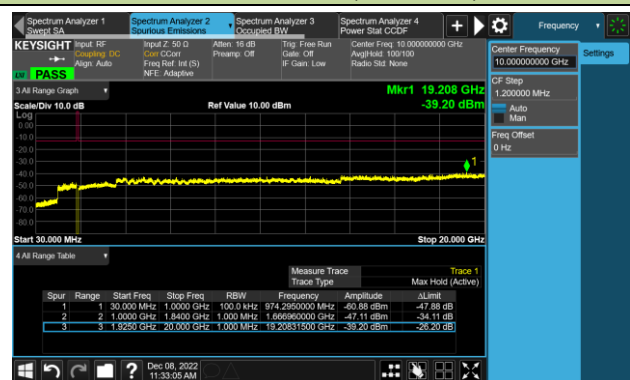 Spectrum Analyzer 1
Swept SA
Spectrum Analyzer 2
Spurious Emissions
Spectrum Analyzer 3
Occupied BW
Spectrum Analyzer 4
Power Stat CCDF
Frequency
KEYSIGHT
Input: RF
Coupling: DC
Align: Auto
Input Z: 50 Ω
Corr CCorr
Freq Ref: Int (S)
NFE: Adaptive
Atten: 16 dB
Preamp: Off
Trig: Free Run
Gate: Off
IF Gain: Low
Center Freq: 10.000000000 GHz
Avg|Hold: 100/100
Radio Std: None
PASS
Center Frequency
10.000000000 GHz
Settings
CF Step
1.200000 MHz
Auto
Man
Freq Offset
0 Hz
3 All Range Graph
Mkr1 19.208 GHz
Scale/Div 10.0 dB
Ref Value 10.00 dBm
-39.20 dBm
Log
0.00
-10.0
-20.0
-30.0
-40.0
-50.0
-60.0
-70.0
-80.0
1
Start 30.000 MHz
Stop 20.000 GHz
4 All Range Table
Measure Trace Trace 1
Trace Type Max Hold (Active)
Spur Range Start Freq Stop Freq RBW Frequency Amplitude ΔLimit
1 1 30.000 MHz 1.0000 GHz 100.0 kHz 974.2950000 MHz -60.88 dBm -47.88 dB
2 2 1.0000 GHz 1.8400 GHz 1.000 MHz 1.666960000 GHz -47.11 dBm -34.11 dB
3 3 1.9250 GHz 20.000 GHz 1.000 MHz 19.20831500 GHz -39.20 dBm -26.20 dB
Dec 08, 2022
11:33:05 AM